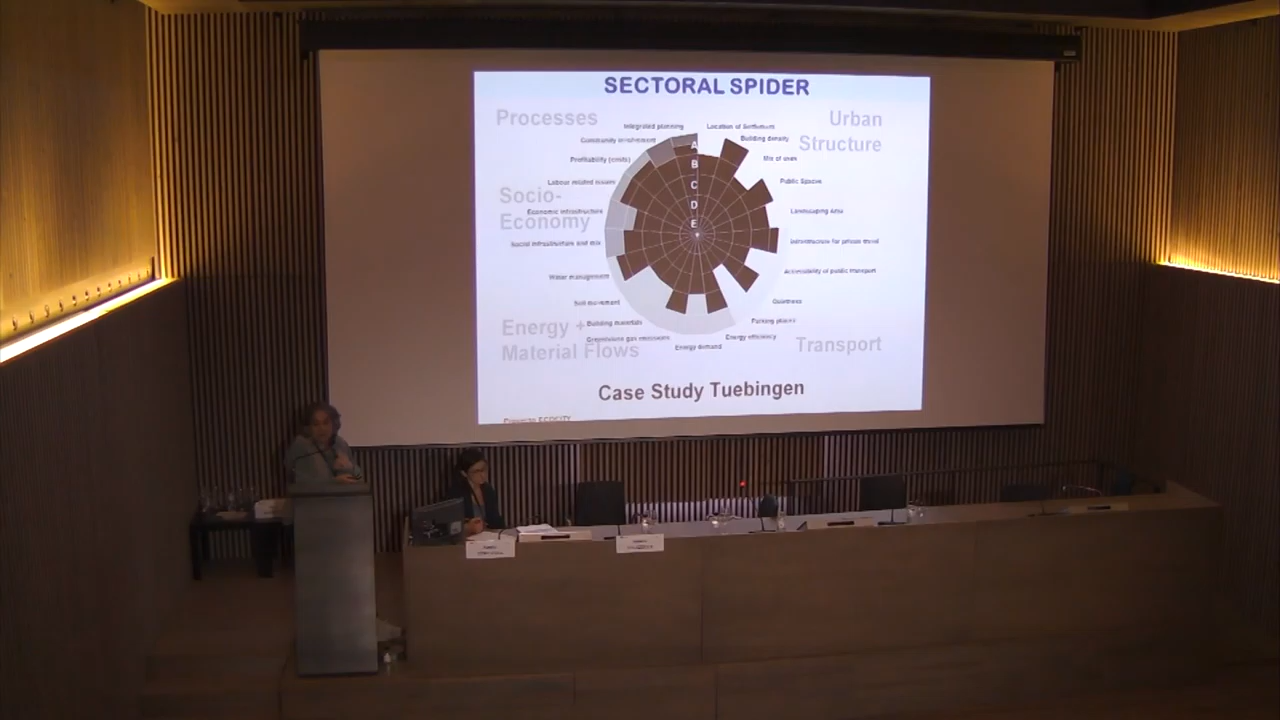 SECTORAL SPIDER
Processes
Urban
Structure
Integrated planning
Location of Settlement
Community involvement
Building density
Profitability (costs)
Mix of uses
Labour related issues
Public Spaces
Socio-
Economy
Economic infrastructure
Landscaping Area
Social infrastructure and mix
Infrastructure for private travel
Water management
Accessibility of public transport
Soil movement
Quietness
Energy +
Material Flows
Building materials
Parking places
Greenhouse gas emissions
Energy efficiency
Energy demand
Transport
A
B
C
D
E
Case Study Tuebingen
Proyecto ECOCITY